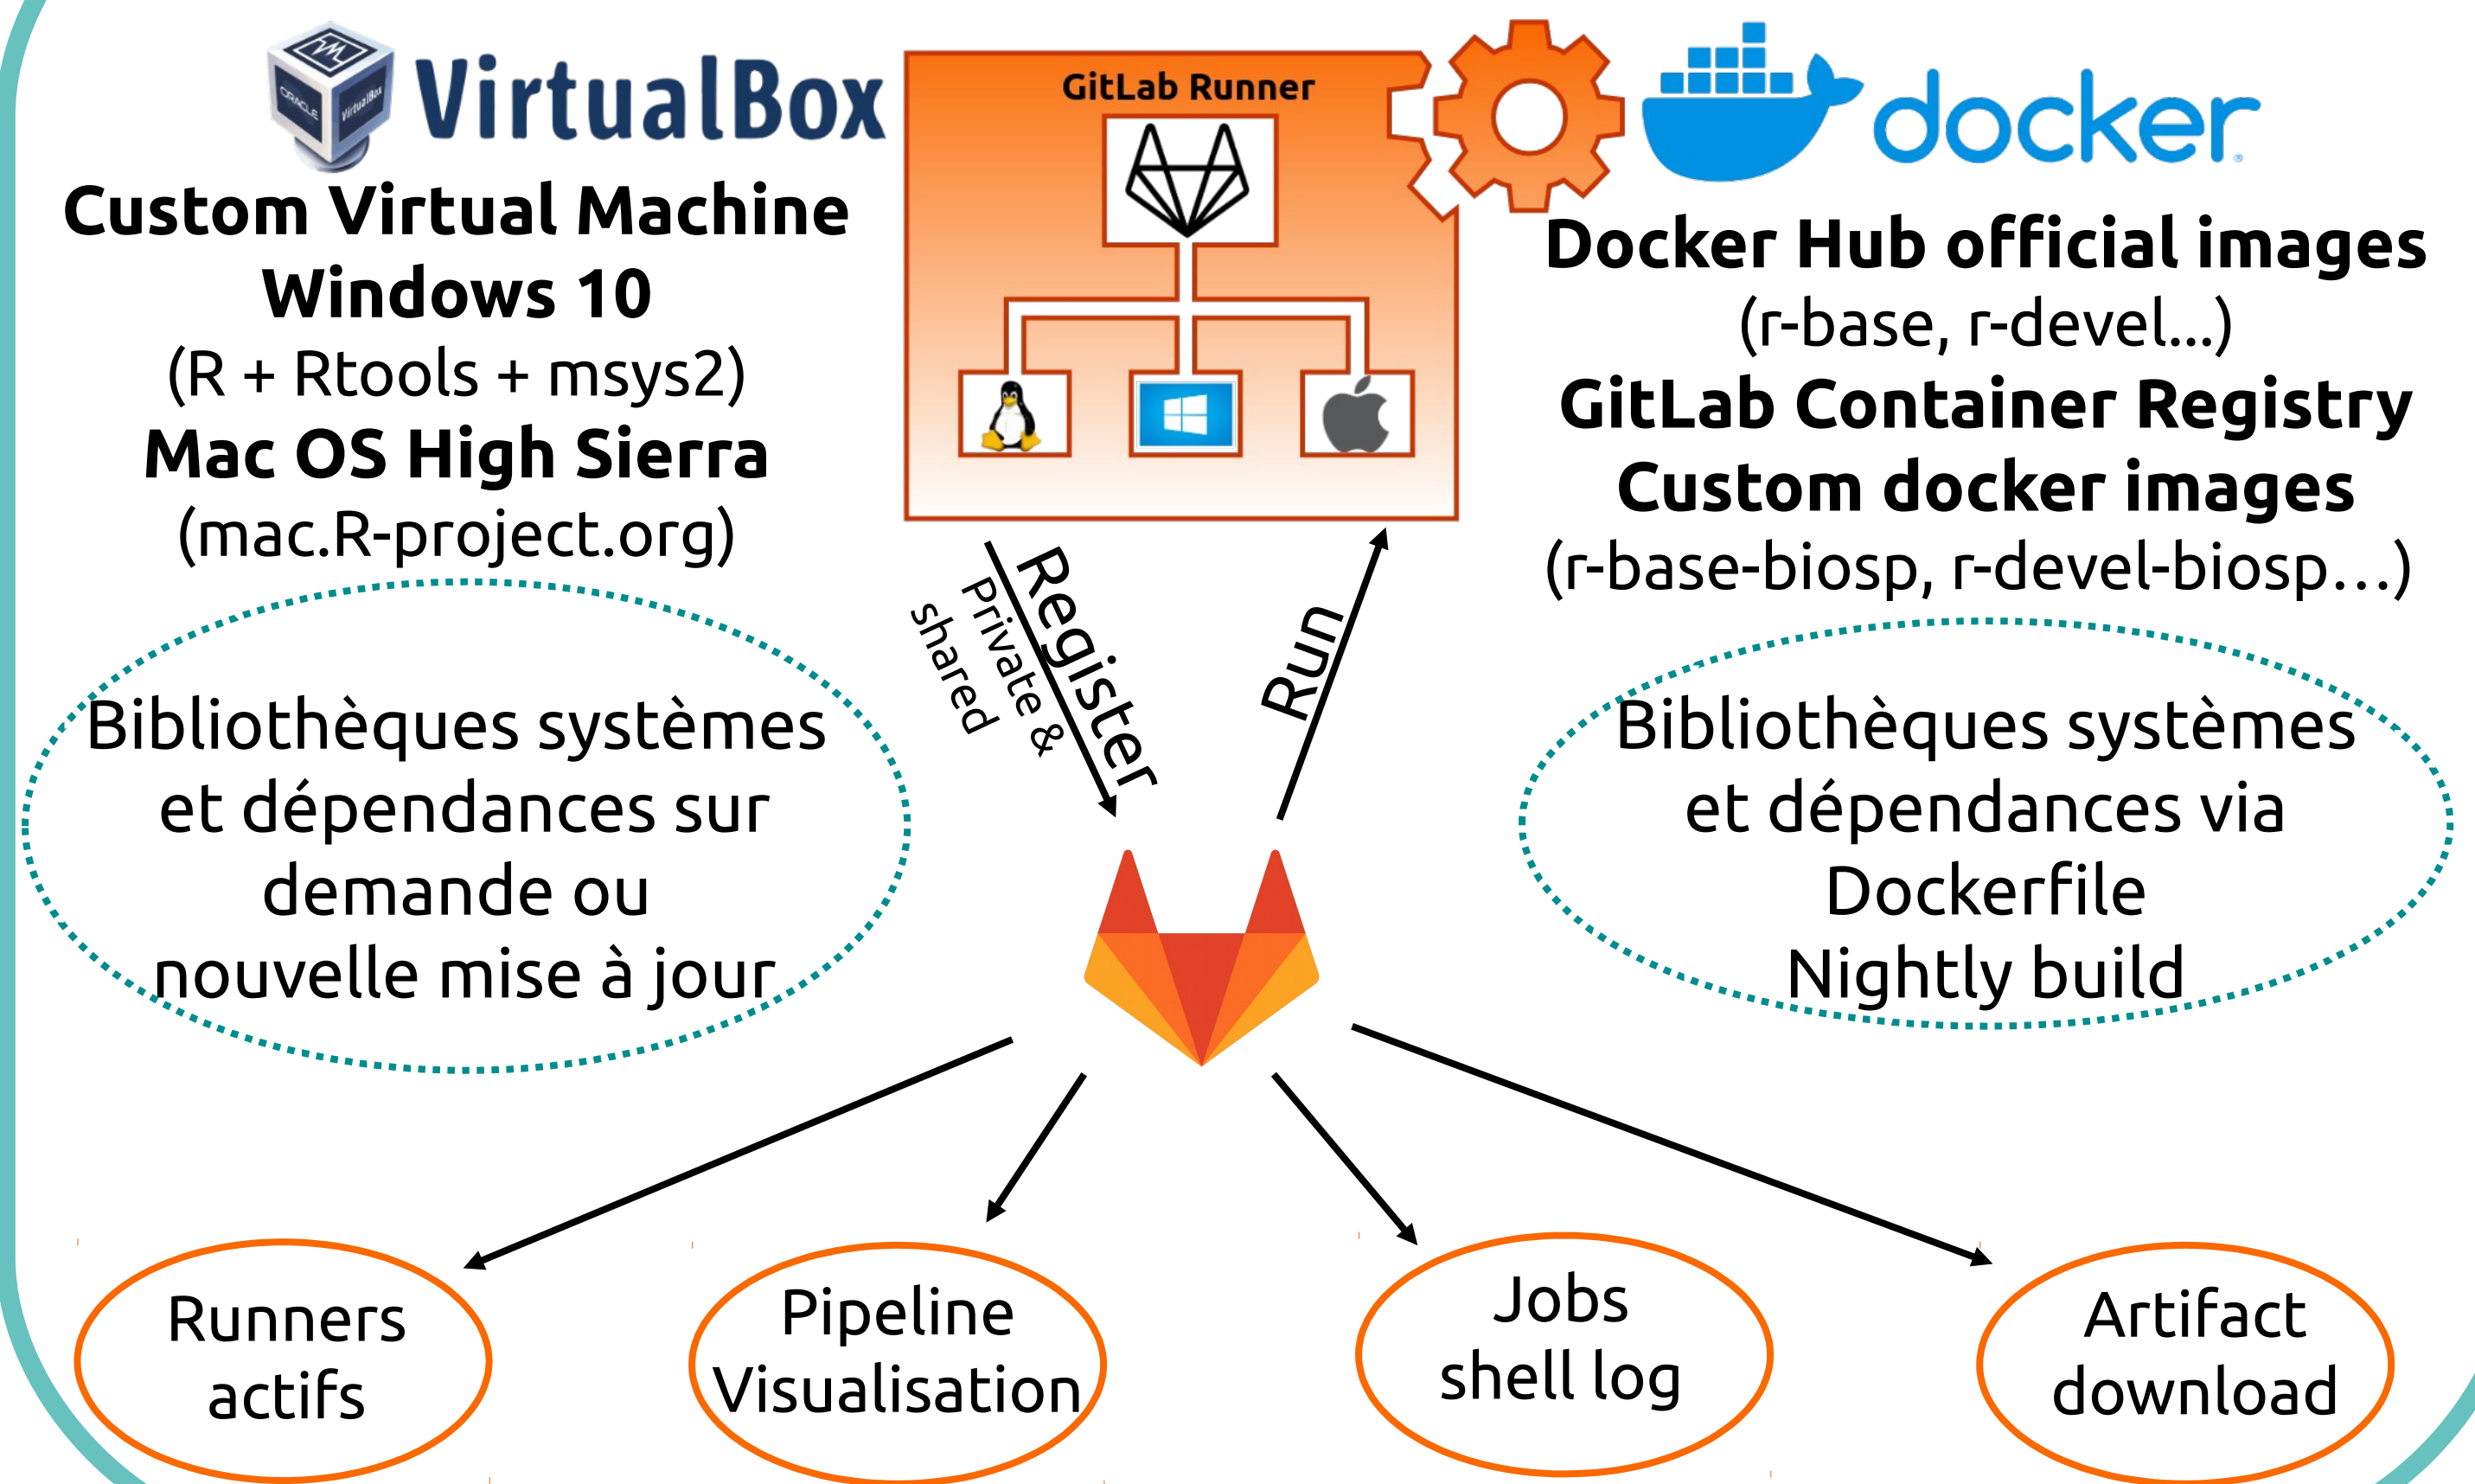 VirtualBox
ORACLE
VirtualBox
Custom Virtual Machine
Windows 10
(R + Rtools + msys2)
Mac OS High Sierra
(mac.R-project.org)
Bibliothèques systèmes
et dépendances sur
demande ou
nouvelle mise à jour
GitLab Runner
Register
Private &
shared
Run
docker
Docker Hub official images
(r-base, r-devel...)
GitLab Container Registry
Custom docker images
(r-base-biosp, r-devel-biosp...)
Bibliothèques systèmes
et dépendances via
Dockerfile
Nightly build
Runners
actifs
Pipeline
Visualisation
Jobs
shell log
Artifact
download